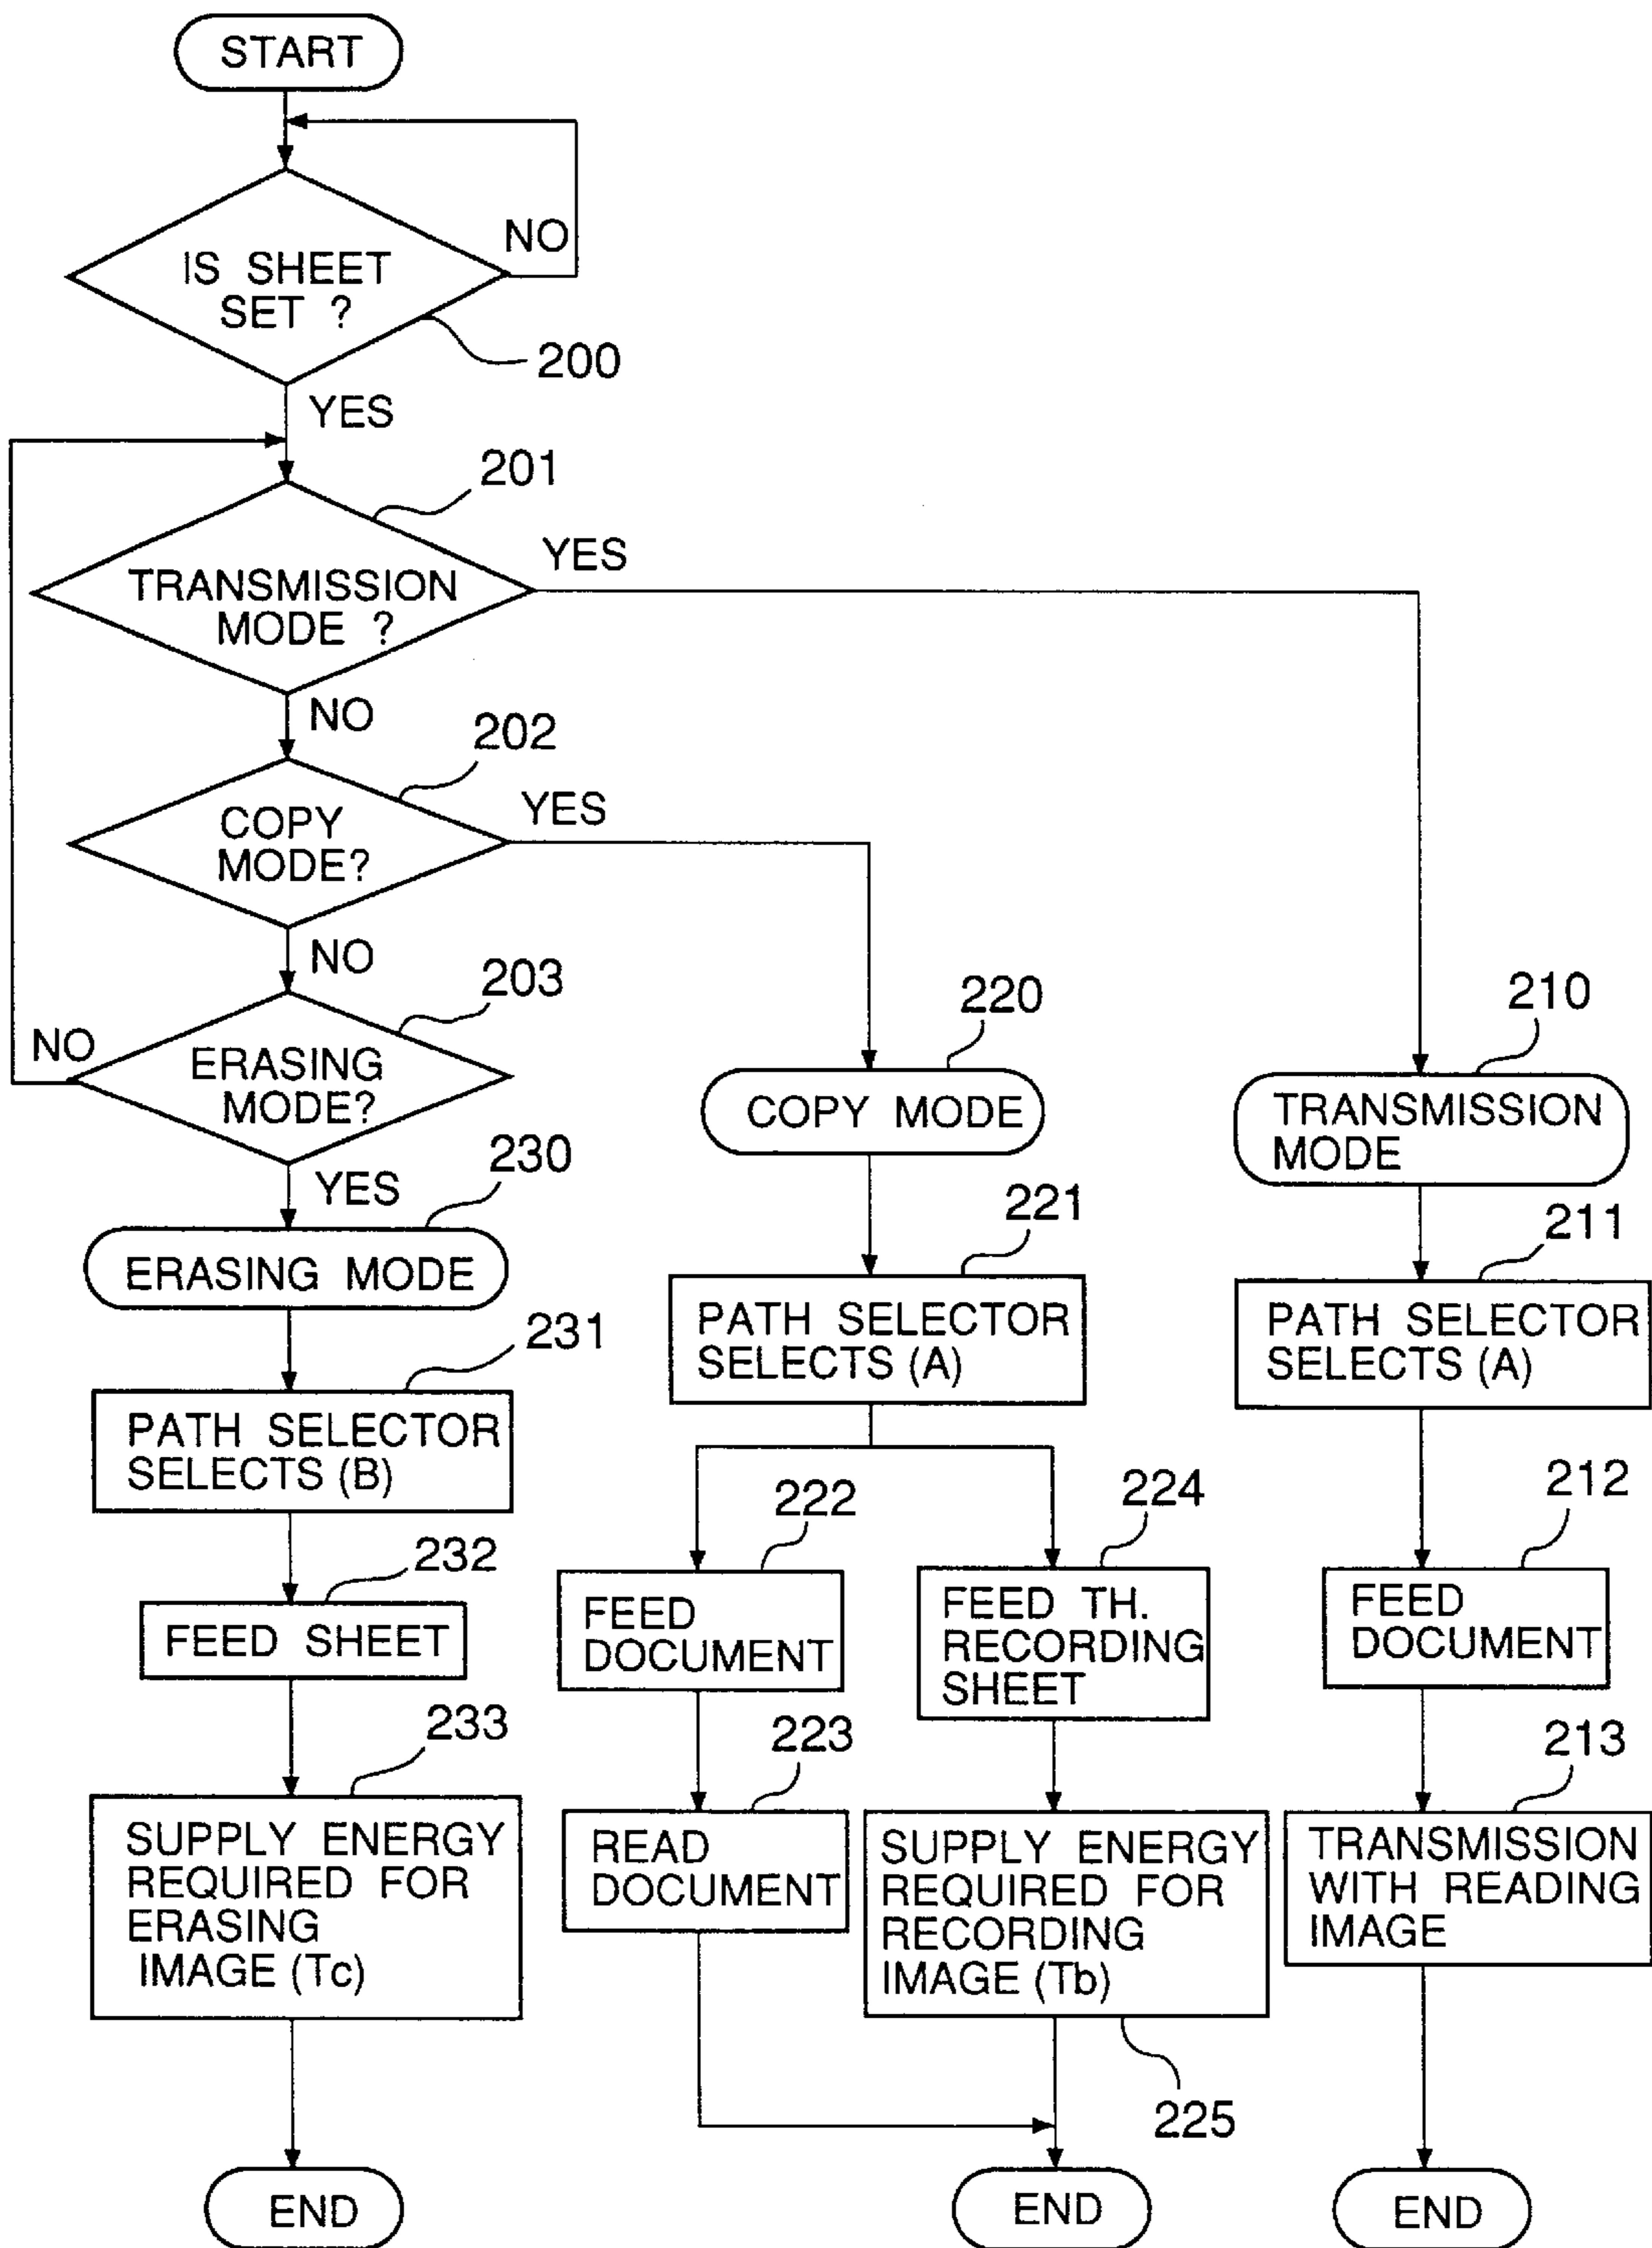 START
NO
IS SHEET
SET ?
200
YES
201
YES
TRANSMISSION
MODE ?
NO
202
YES
COPY
MODE?
NO
203
NO
ERASING
MODE?
YES
230
ERASING MODE
231
PATH SELECTOR
SELECTS (B)
232
FEED SHEET
233
SUPPLY ENERGY
REQUIRED FOR
ERASING
IMAGE (Tc)
END
220
COPY MODE
221
PATH SELECTOR
SELECTS (A)
222
FEED
DOCUMENT
223
READ
DOCUMENT
224
FEED TH.
RECORDING
SHEET
SUPPLY ENERGY
REQUIRED FOR
RECORDING
IMAGE (Tb)
225
END
210
TRANSMISSION
MODE
211
PATH SELECTOR
SELECTS (A)
212
FEED
DOCUMENT
213
TRANSMISSION
WITH READING
IMAGE
END